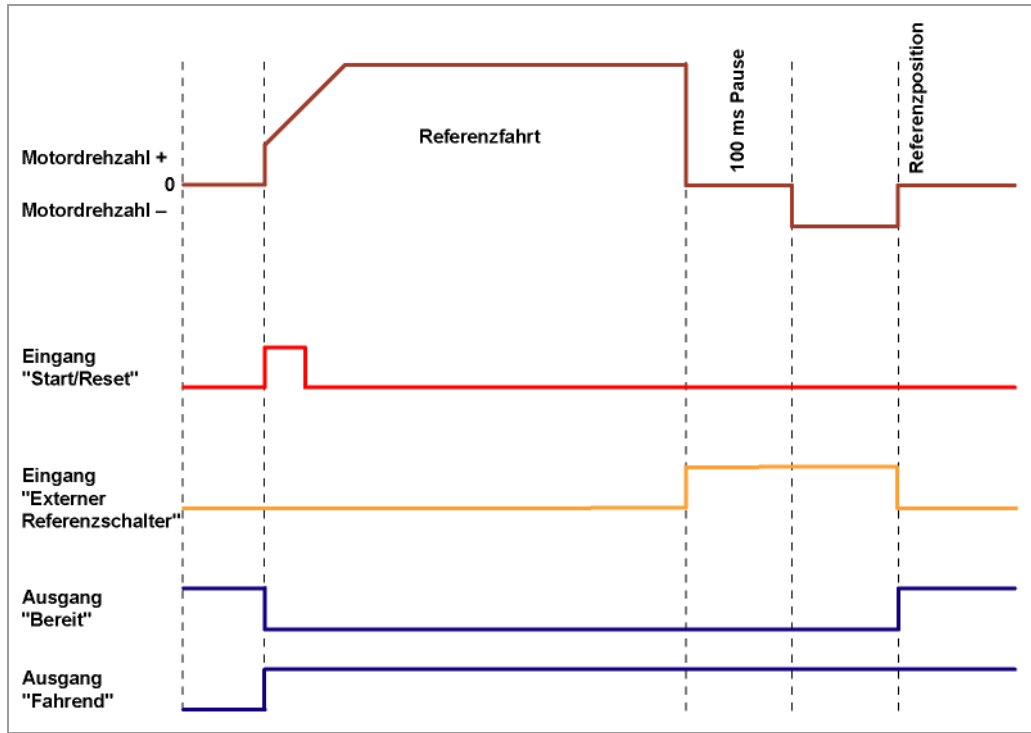 100 ms Pause
Referenzposition
Referenzfahrt
Motordrehzahl +
0
Motordrehzahl –
Eingang
"Start/Reset"
Eingang
"Externer
Referenzschalter"
Ausgang
"Bereit"
Ausgang
"Fahrend"